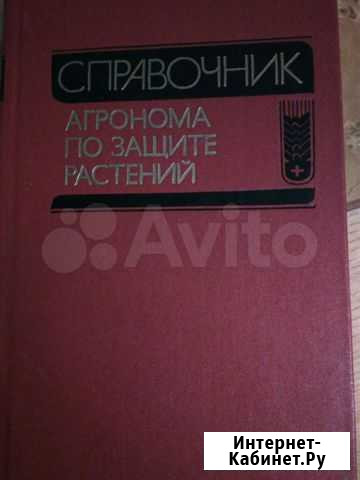 СПРАВОЧНИК
АГРОНОМА
ПО ЗАЩИТЕ
РАСТЕНИЙ
Avito
Интернет-
Кабинет.Ру